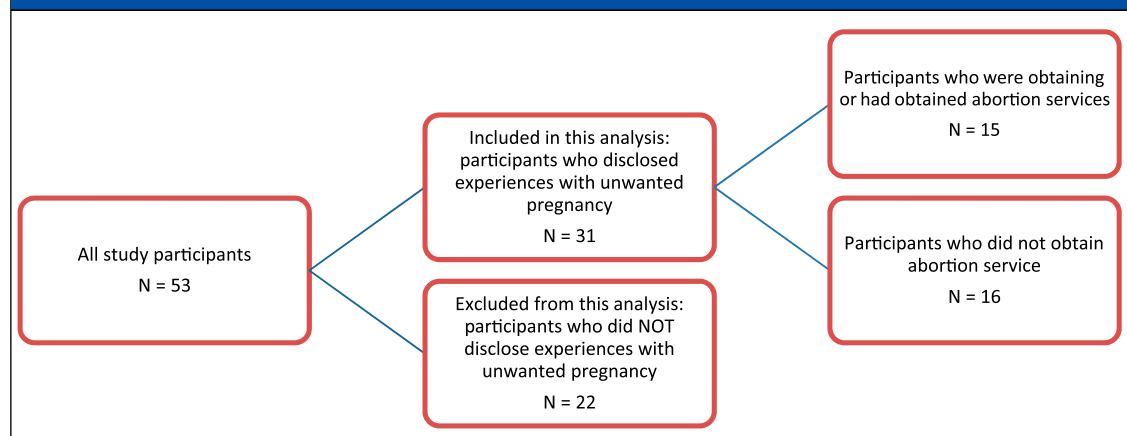 All study participants
N = 53
Included in this analysis:
participants who disclosed
experiences with unwanted
pregnancy
N = 31
Excluded from this analysis:
participants who did NOT
disclose experiences with
unwanted pregnancy
N = 22
Participants who were obtaining
or had obtained abortion services
N = 15
Participants who did not obtain
abortion service
N = 16